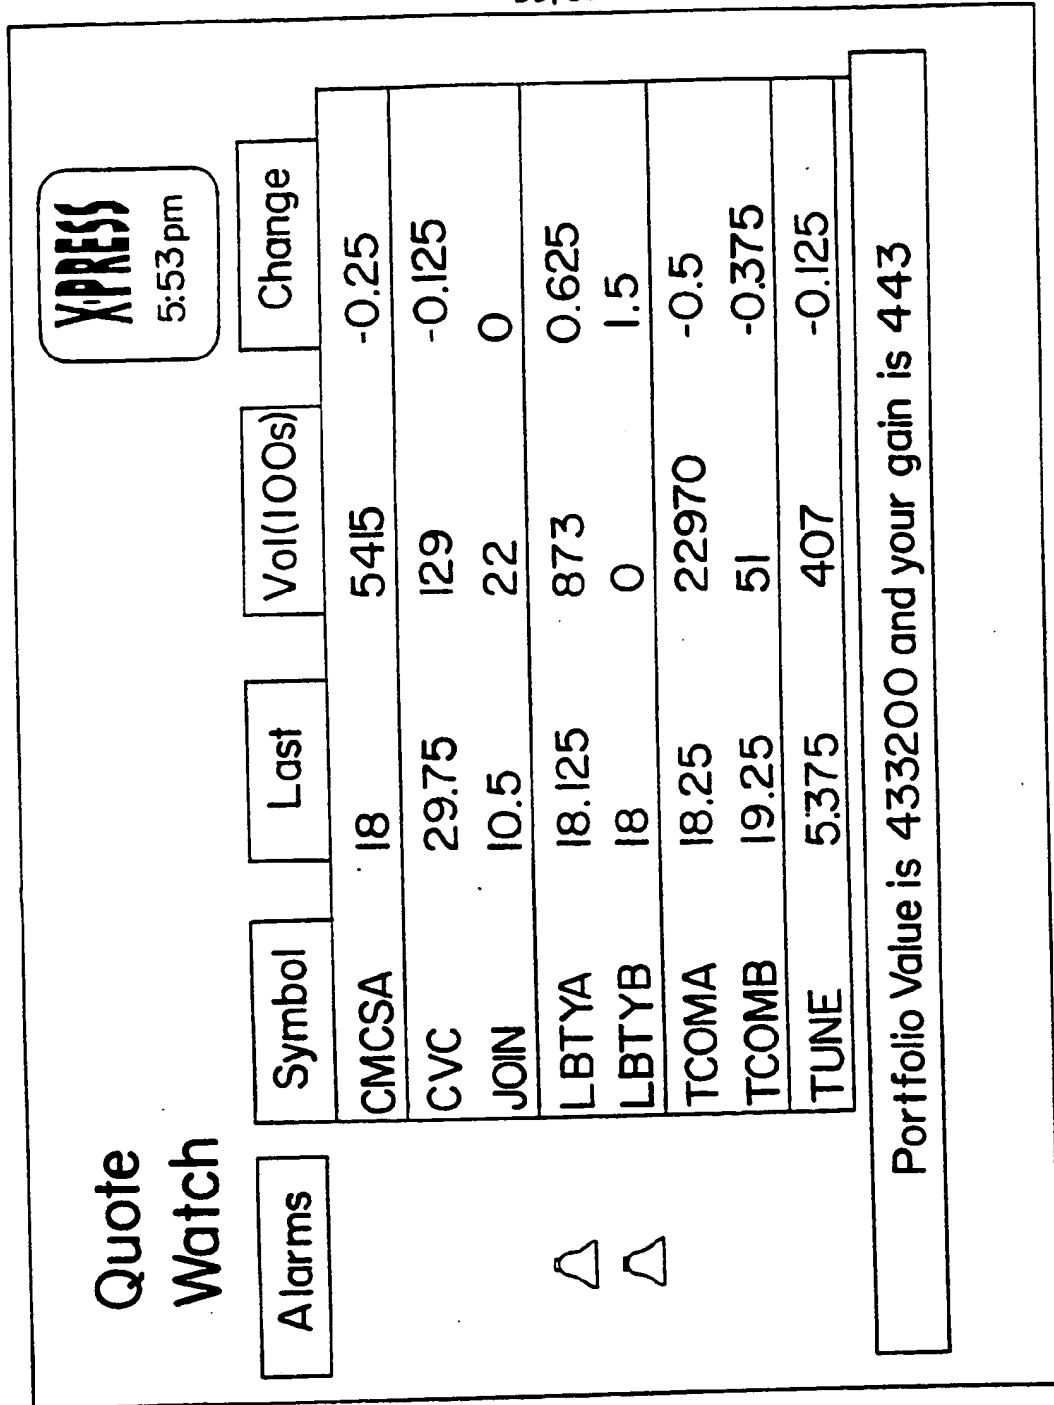 Quote
Watch
X·PRESS
5:53pm
Alarms Symbol Last Vol(100s) Change
CMCSA 18 5415 -0.25
CVC 29.75 129 -0.125
JOIN 10.5 22 0
LBTYA 18.125 873 0.625
LBTYB 18 0 1.5
TCOMA 18.25 22970 -0.5
TCOMB 19.25 51 -0.375
TUNE 5.375 407 -0.125
Portfolio Value is 433200 and your gain is 443